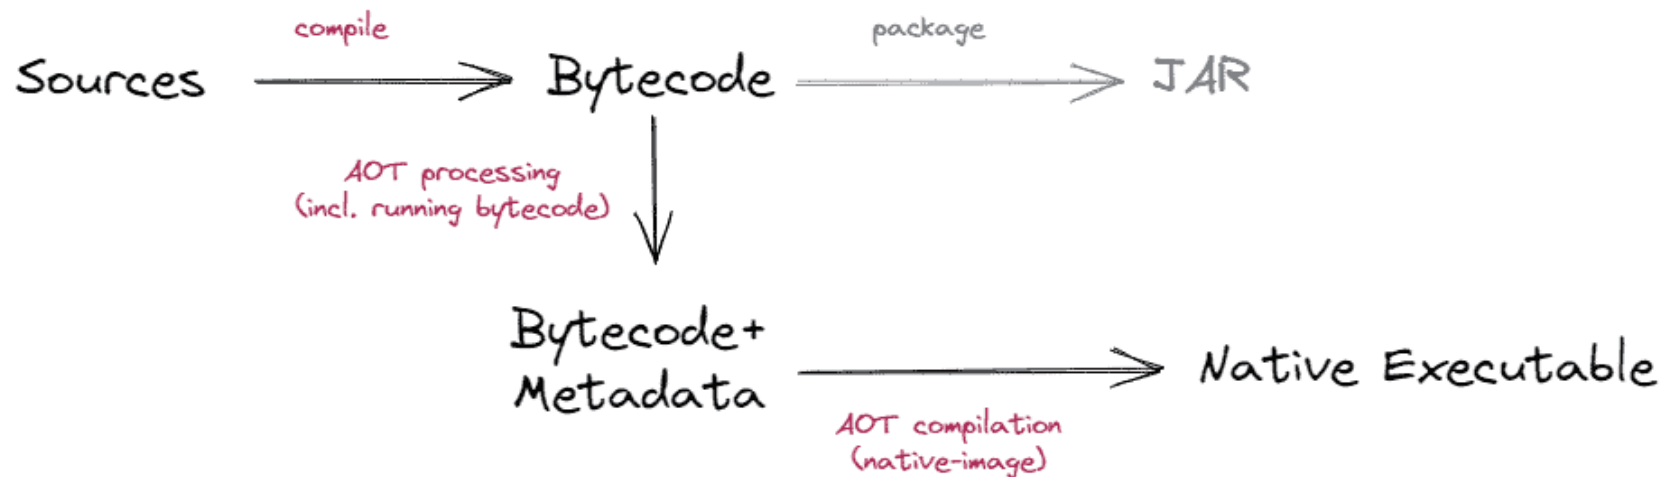 compile
package
Sources
Bytecode
JAR
AOT processing
(incl. running bytecode)
Bytecode+
Metadata
Native Executable
AOT compilation
(native-image)